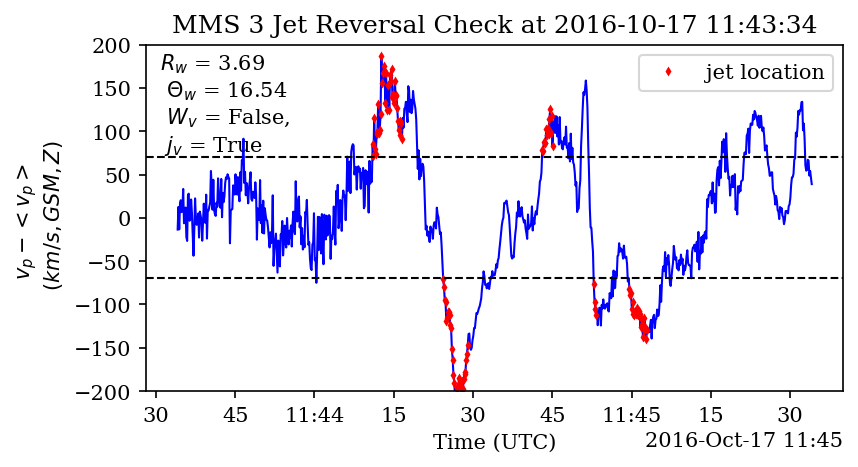 MMS 3 Jet Reversal Check at 2016-10-17 11:43:34
R_w = 3.69
Θ_w = 16.54
W_v = False,
j_v = True
jet location
200
150
100
50
0
−50
−100
−150
−200
v_p − < v_p >
(km/s, GSM, Z)
30 45 11:44 15 30 45 11:45 15 30
Time (UTC)
2016-Oct-17 11:45